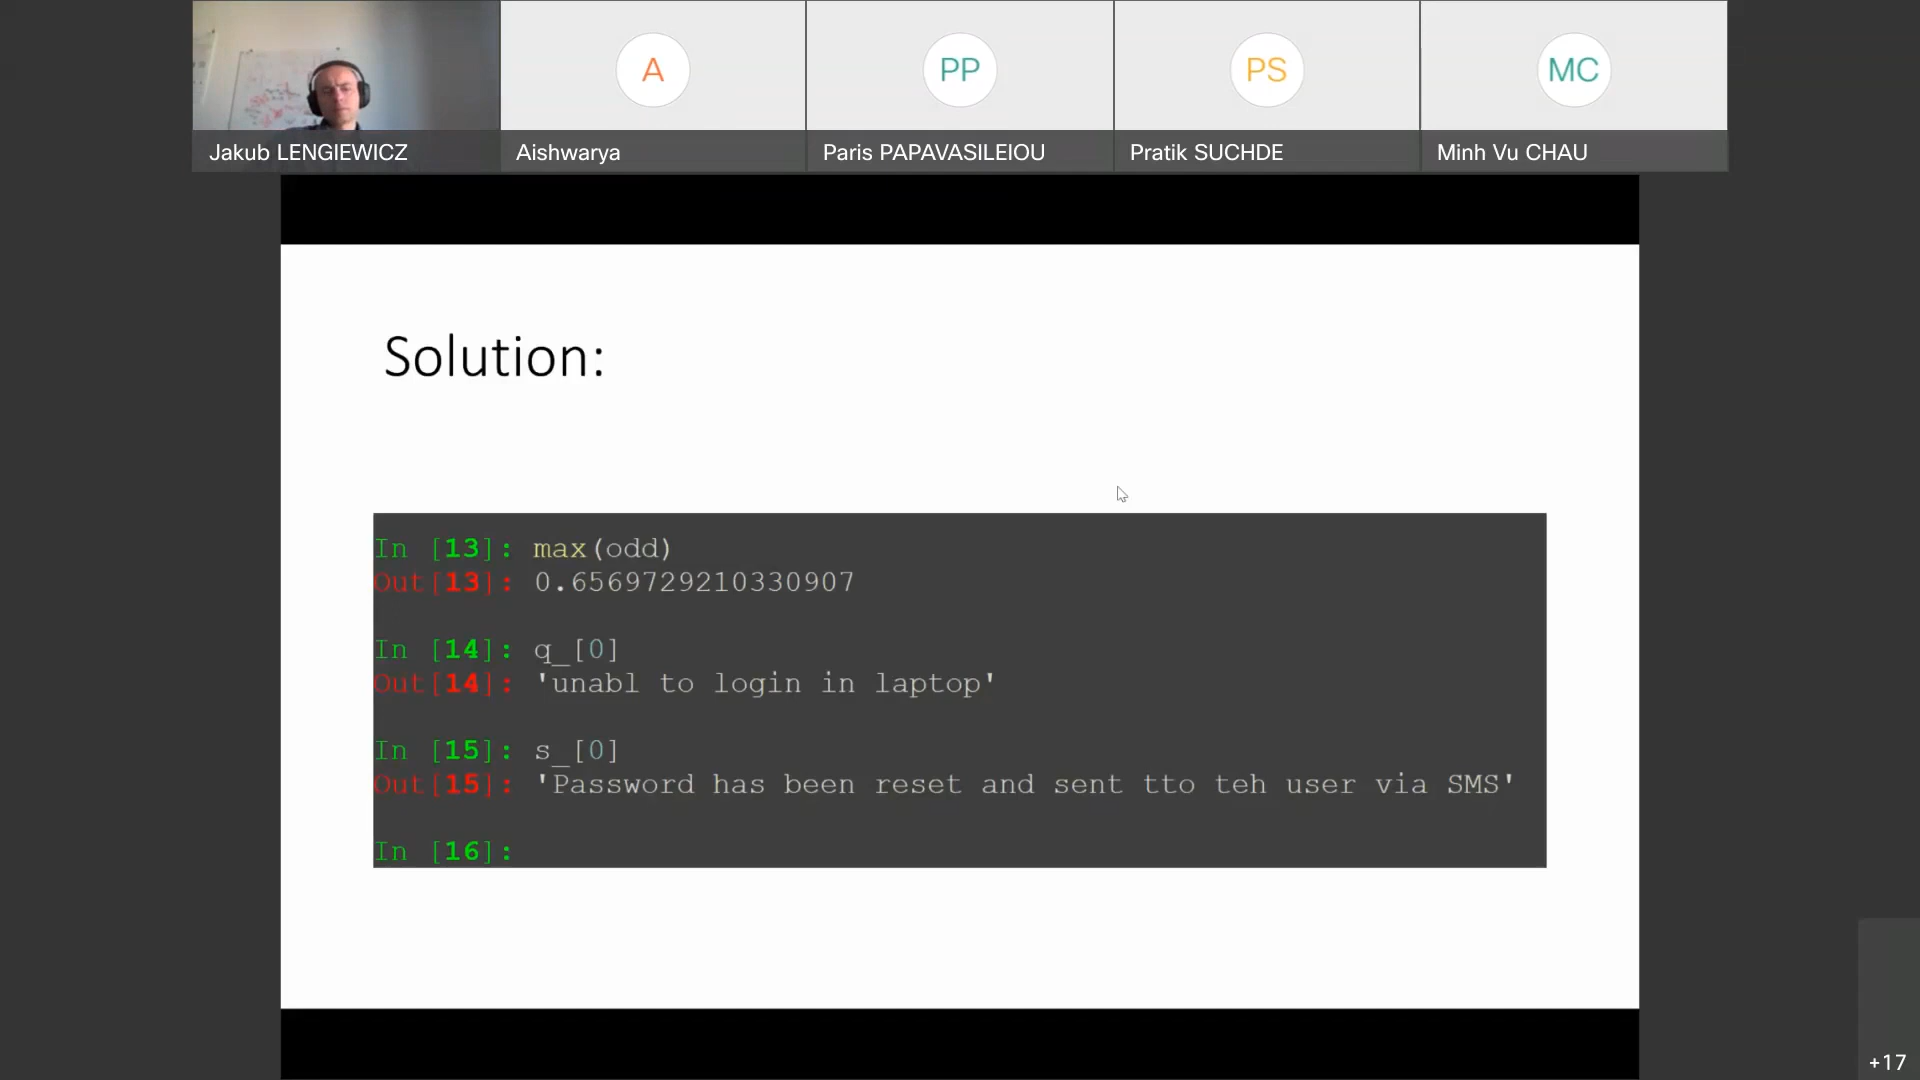 A
PP
PS
MC
Jakub LENGIEWICZ
Aishwarya
Paris PAPAVASILEIOU
Pratik SUCHDE
Minh Vu CHAU
Solution:
In [13]: max(odd)
Out[13]: 0.6569729210330907
In [14]: q_[0]
Out[14]: 'unabl to login in laptop'
In [15]: s_[0]
Out[15]: 'Password has been reset and sent tto teh user via SMS'
In [16]:
+17